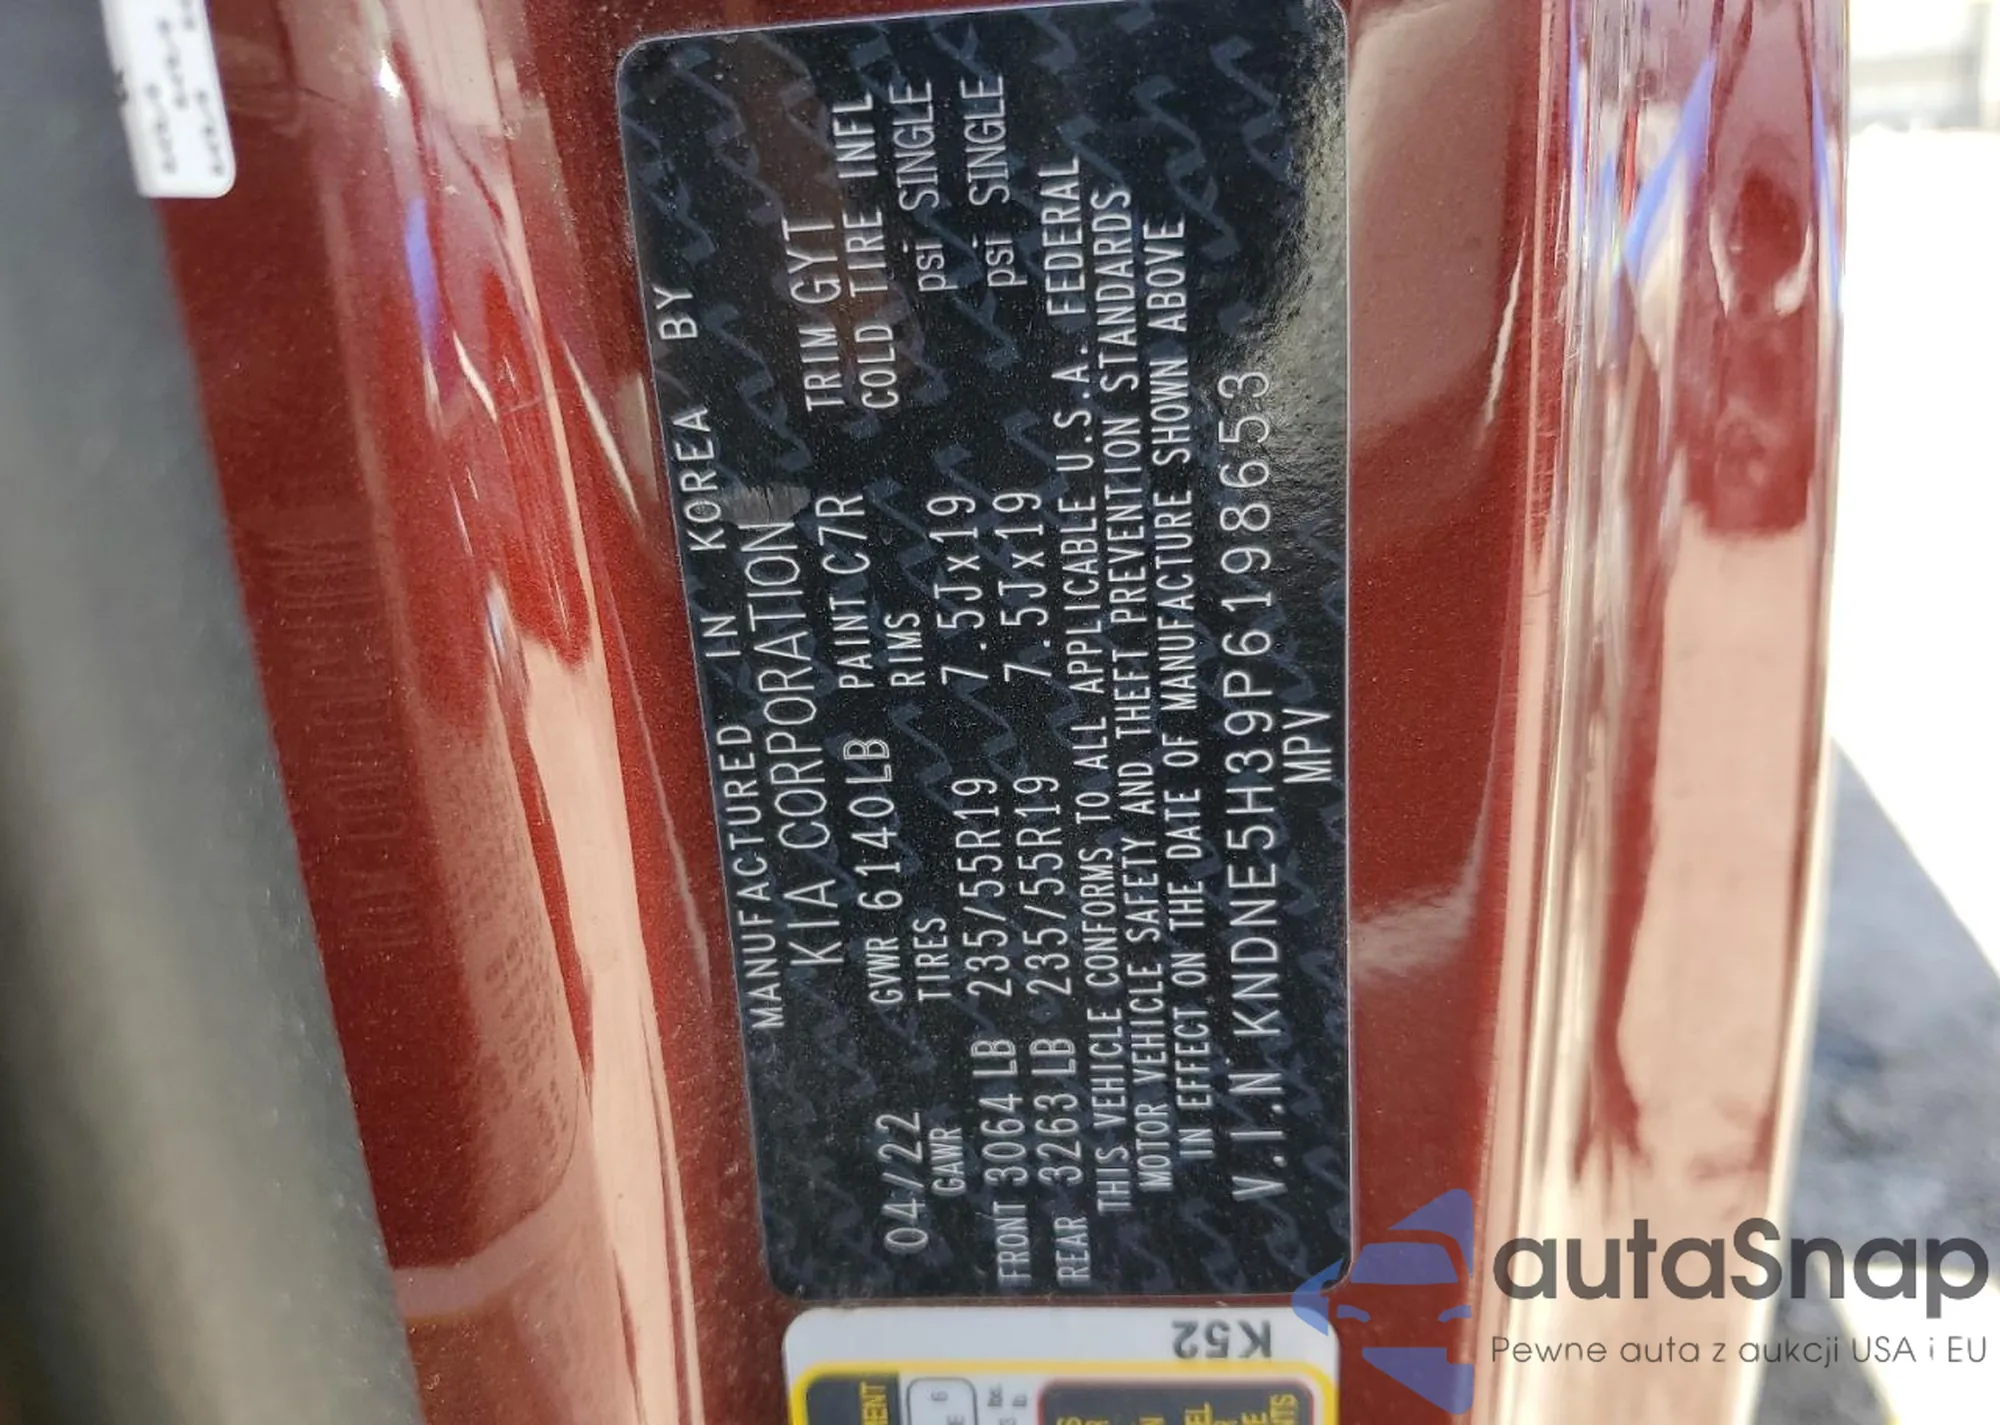 MANUFACTURED IN KOREA BY
KIA CORPORATION
04/22 GVWR 6140LB PAINT C7R TRIM GYT
GAWR TIRES RIMS COLD TIRE INFL
FRONT 3064 LB 235/55R19 7.5Jx19 psi SINGLE
REAR 3263 LB 235/55R19 7.5Jx19 psi SINGLE
THIS VEHICLE CONFORMS TO ALL APPLICABLE U.S.A. FEDERAL
MOTOR VEHICLE SAFETY AND THEFT PREVENTION STANDARDS
IN EFFECT ON THE DATE OF MANUFACTURE SHOWN ABOVE
V.I.N KNDNE5H39P6198653
MPV
K52
autaSnap
Pewne auta z aukcji USA i EU